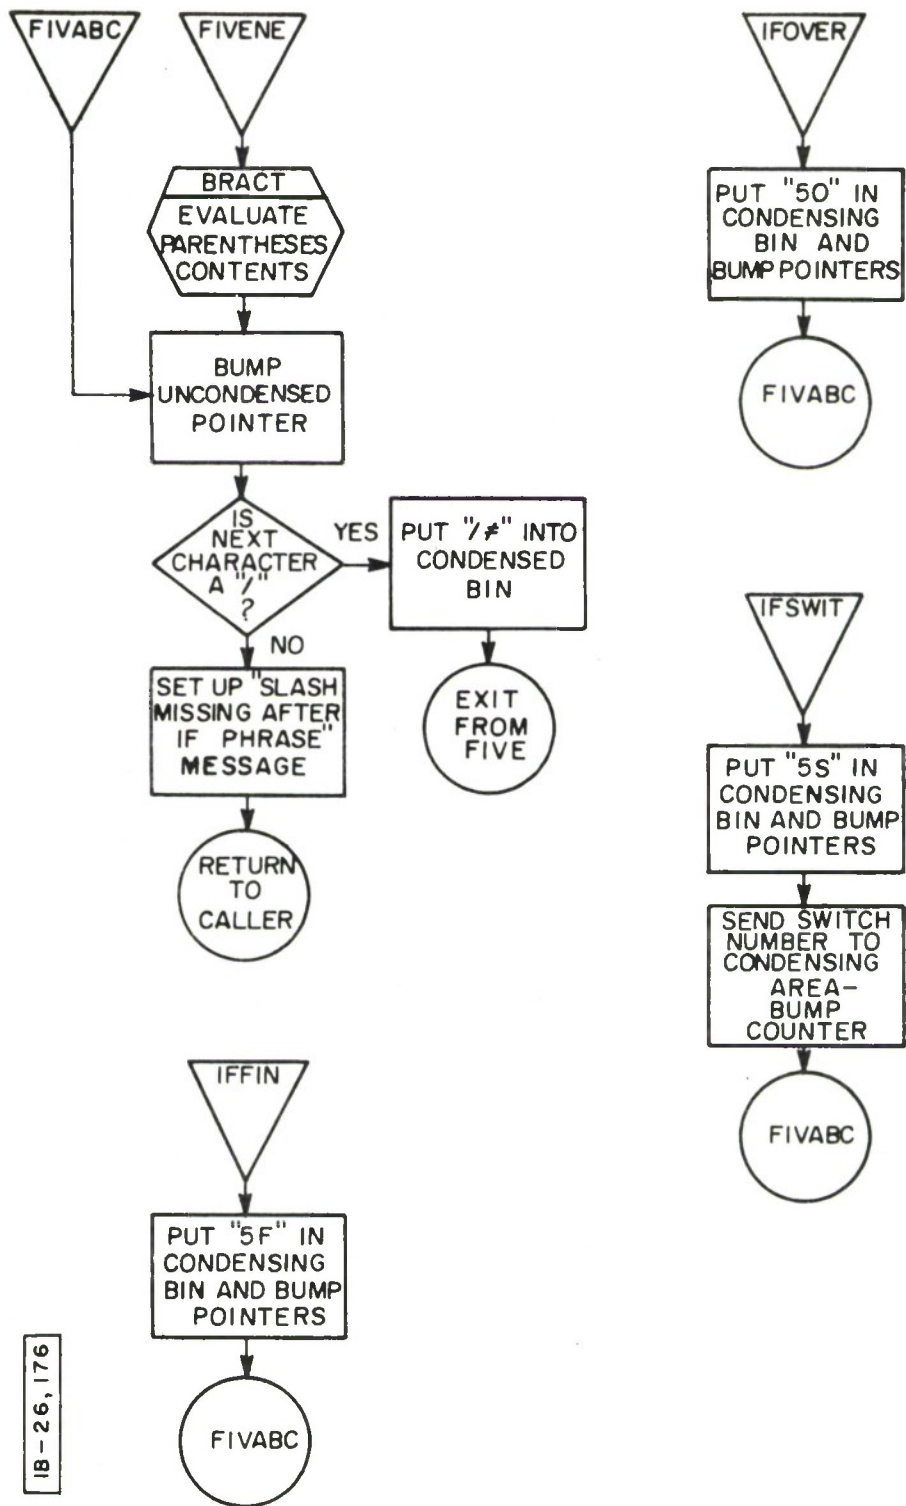 FIVABC
FIVENE
BRACT
EVALUATE
PARENTHESES
CONTENTS
BUMP
UNCONDENSED
POINTER
IS
NEXT
CHARACTER
A "/"
?
YES
PUT "/≠" INTO
CONDENSED
BIN
EXIT
FROM
FIVE
NO
SET UP "SLASH
MISSING AFTER
IF PHRASE"
MESSAGE
RETURN
TO
CALLER
IFOVER
PUT "5O" IN
CONDENSING
BIN AND
BUMP POINTERS
FIVABC
IFSWIT
PUT "5S" IN
CONDENSING
BIN AND BUMP
POINTERS
SEND SWITCH
NUMBER TO
CONDENSING
AREA-
BUMP
COUNTER
FIVABC
IFFIN
PUT "5F" IN
CONDENSING
BIN AND BUMP
POINTERS
FIVABC
IB-26,176